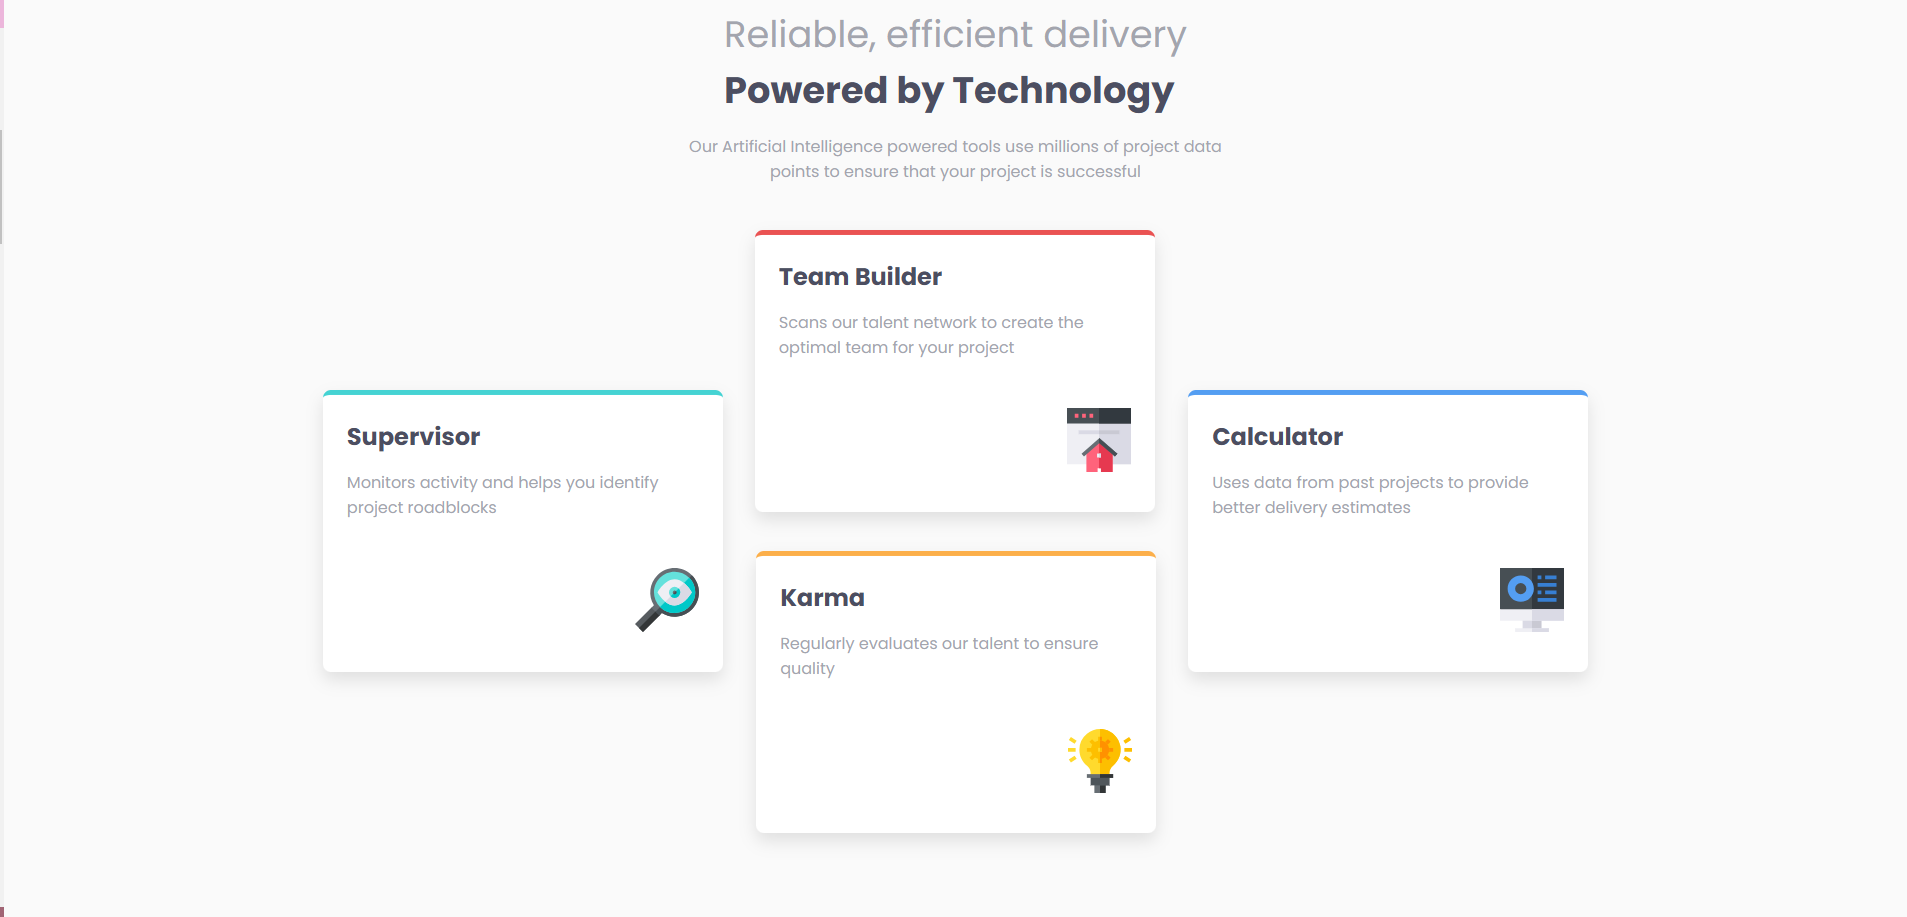 Reliable, efficient delivery
Powered by Technology
Our Artificial Intelligence powered tools use millions of project data
points to ensure that your project is successful
Team Builder
Scans our talent network to create the
optimal team for your project
Supervisor
Monitors activity and helps you identify
project roadblocks
Calculator
Uses data from past projects to provide
better delivery estimates
Karma
Regularly evaluates our talent to ensure
quality